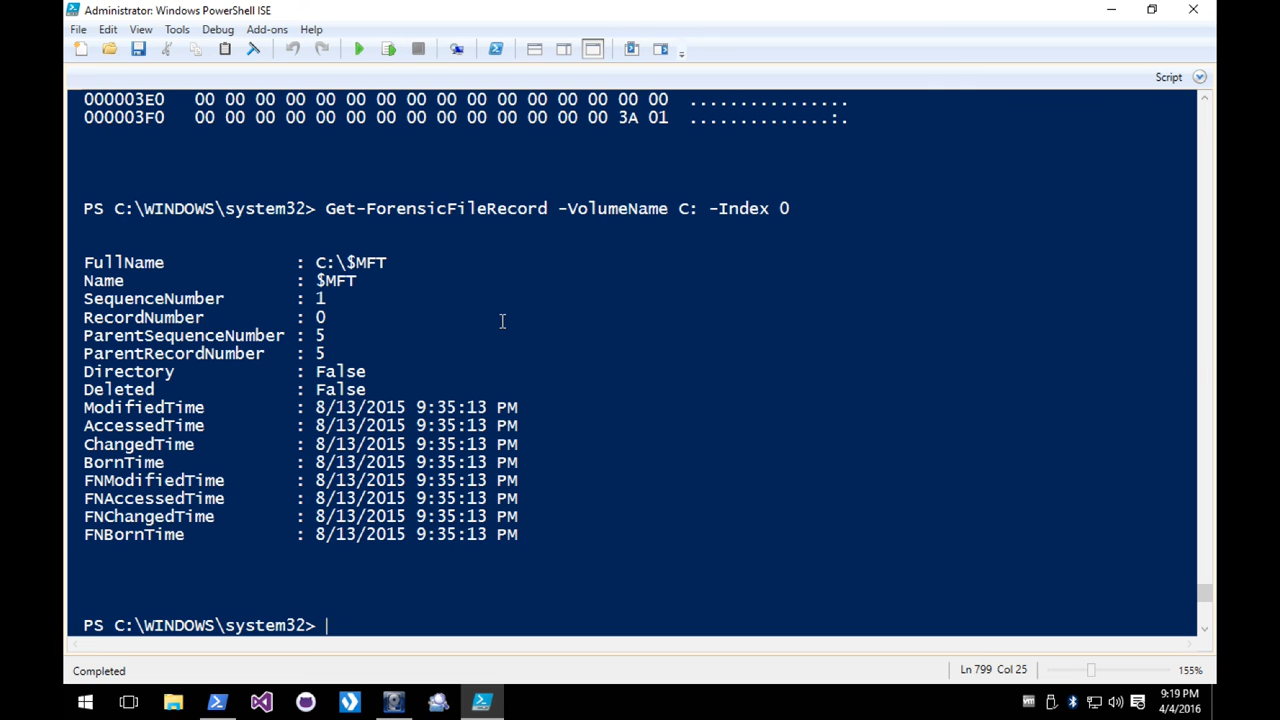 Administrator: Windows PowerShell ISE
File Edit View Tools Debug Add-ons Help
Script
000003E0 00 00 00 00 00 00 00 00 00 00 00 00 00 00 00 00 ................
000003F0 00 00 00 00 00 00 00 00 00 00 00 00 00 00 3A 01 ..............:.
PS C:\WINDOWS\system32> Get-ForensicFileRecord -VolumeName C: -Index 0
FullName : C:\$MFT
Name : $MFT
SequenceNumber : 1
RecordNumber : 0
ParentSequenceNumber : 5
ParentRecordNumber : 5
Directory : False
Deleted : False
ModifiedTime : 8/13/2015 9:35:13 PM
AccessedTime : 8/13/2015 9:35:13 PM
ChangedTime : 8/13/2015 9:35:13 PM
BornTime : 8/13/2015 9:35:13 PM
FNModifiedTime : 8/13/2015 9:35:13 PM
FNAccessedTime : 8/13/2015 9:35:13 PM
FNChangedTime : 8/13/2015 9:35:13 PM
FNBornTime : 8/13/2015 9:35:13 PM
PS C:\WINDOWS\system32>
Completed Ln 799 Col 25 155%
vm 9:19 PM
4/4/2016